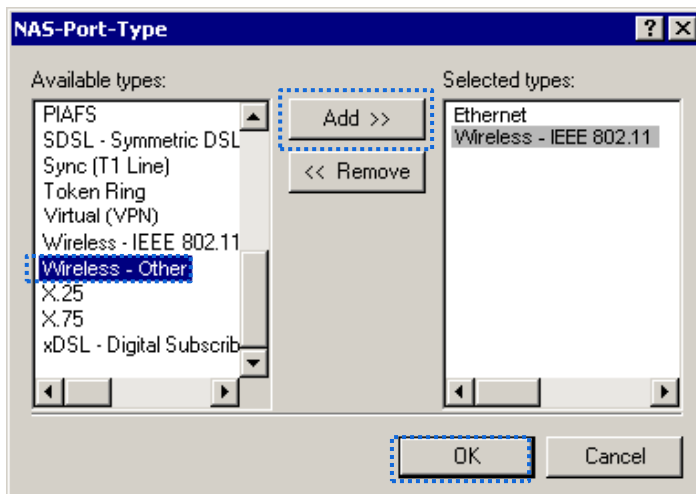 NAS-Port-Type
Available types:
Selected types:
PIAFS
SDSL - Symmetric DSL
Sync (T1 Line)
Token Ring
Virtual (VPN)
Wireless - IEEE 802.11
Wireless - Other
X.25
X.75
xDSL - Digital Subscrib
Add >>
<< Remove
Ethernet
Wireless - IEEE 802.11
OK
Cancel